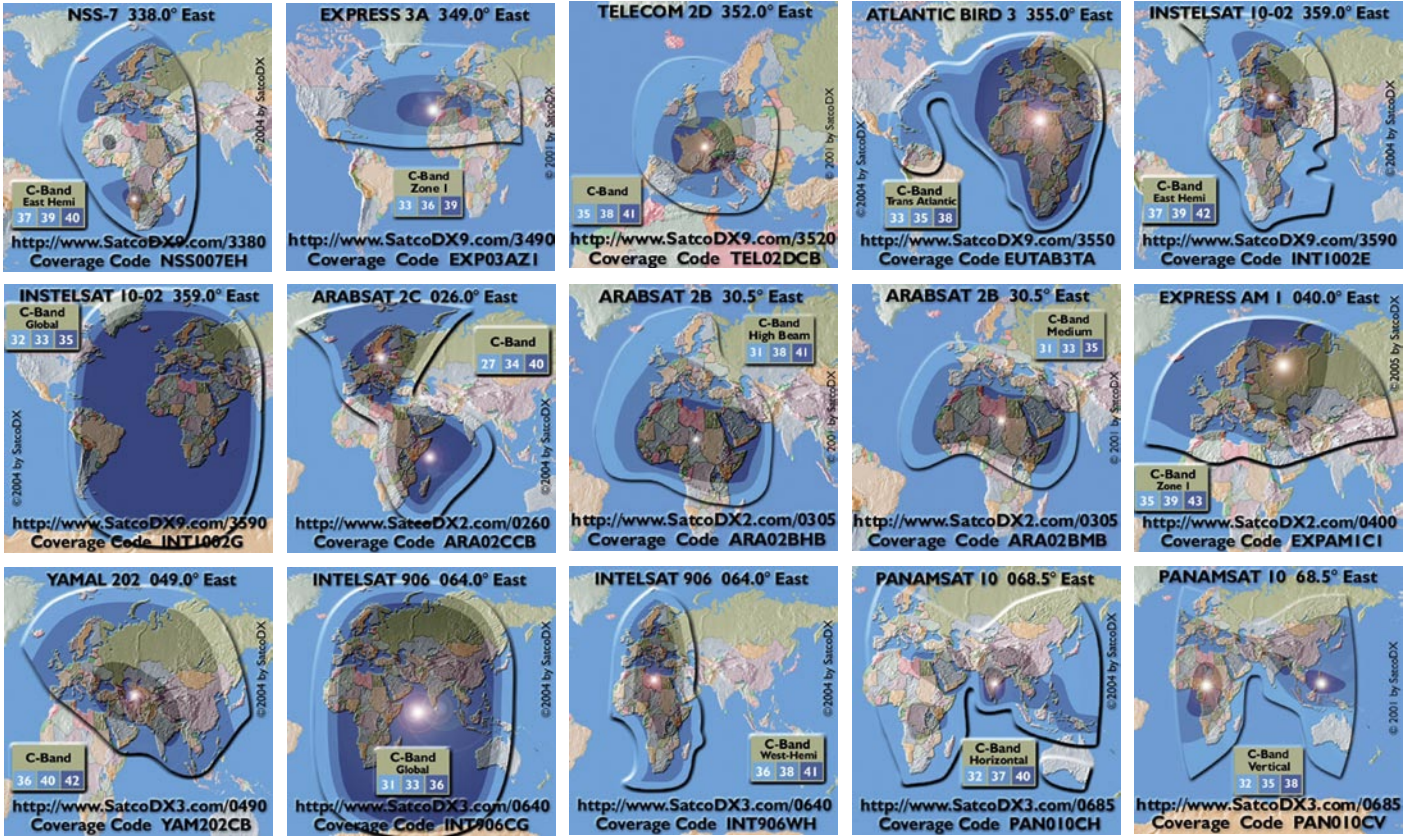 NSS-7 338.0° East
©2004 by SatcoDX
C-Band
East Hemi
37 39 40
http://www.SatcoDX9.com/3380
Coverage Code NSS007EH
EXPRESS 3A 349.0° East
© 2001 by SatcoDX
C-Band
Zone 1
33 36 39
http://www.SatcoDX9.com/3490
Coverage Code EXP03AZ1
TELECOM 2D 352.0° East
© 2001 by SatcoDX
C-Band
35 38 41
http://www.SatcoDX9.com/3520
Coverage Code TEL02DCB
ATLANTIC BIRD 3 355.0° East
©2004 by SatcoDX
C-Band
Trans Atlantic
33 35 38
http://www.SatcoDX9.com/3550
Coverage Code EUTAB3TA
INSTELSAT 10-02 359.0° East
©2004 by SatcoDX
C-Band
East Hemi
37 39 42
http://www.SatcoDX9.com/3590
Coverage Code INT1002E
INSTELSAT 10-02 359.0° East
C-Band
Global
32 33 35
©2004 by SatcoDX
http://www.SatcoDX9.com/3590
Coverage Code INT1002G
ARABSAT 2C 026.0° East
C-Band
27 34 40
©2004 by SatcoDX
http://www.SatcoDX2.com/0260
Coverage Code ARA02CCB
ARABSAT 2B 30.5° East
C-Band
High Beam
31 38 41
© 2001 by SatcoDX
http://www.SatcoDX2.com/0305
Coverage Code ARA02BHB
ARABSAT 2B 30.5° East
C-Band
Medium
31 33 35
© 2001 by SatcoDX
http://www.SatcoDX2.com/0305
Coverage Code ARA02BMB
EXPRESS AM 1 040.0° East
©2005 by SatcoDX
C-Band
Zone 1
35 39 43
http://www.SatcoDX2.com/0400
Coverage Code EXPAM1C1
YAMAL 202 049.0° East
©2004 by SatcoDX
C-Band
36 40 42
http://www.SatcoDX3.com/0490
Coverage Code YAM202CB
INTELSAT 906 064.0° East
©2004 by SatcoDX
C-Band
Global
31 33 36
http://www.SatcoDX3.com/0640
Coverage Code INT906CG
INTELSAT 906 064.0° East
©2004 by SatcoDX
C-Band
West-Hemi
36 38 41
http://www.SatcoDX3.com/0640
Coverage Code INT906WH
PANAMSAT 10 068.5° East
©2004 by SatcoDX
C-Band
Horizontal
32 37 40
http://www.SatcoDX3.com/0685
Coverage Code PAN010CH
PANAMSAT 10 68.5° East
© 2001 by SatcoDX
C-Band
Vertical
32 35 38
http://www.SatcoDX3.com/0685
Coverage Code PAN010CV